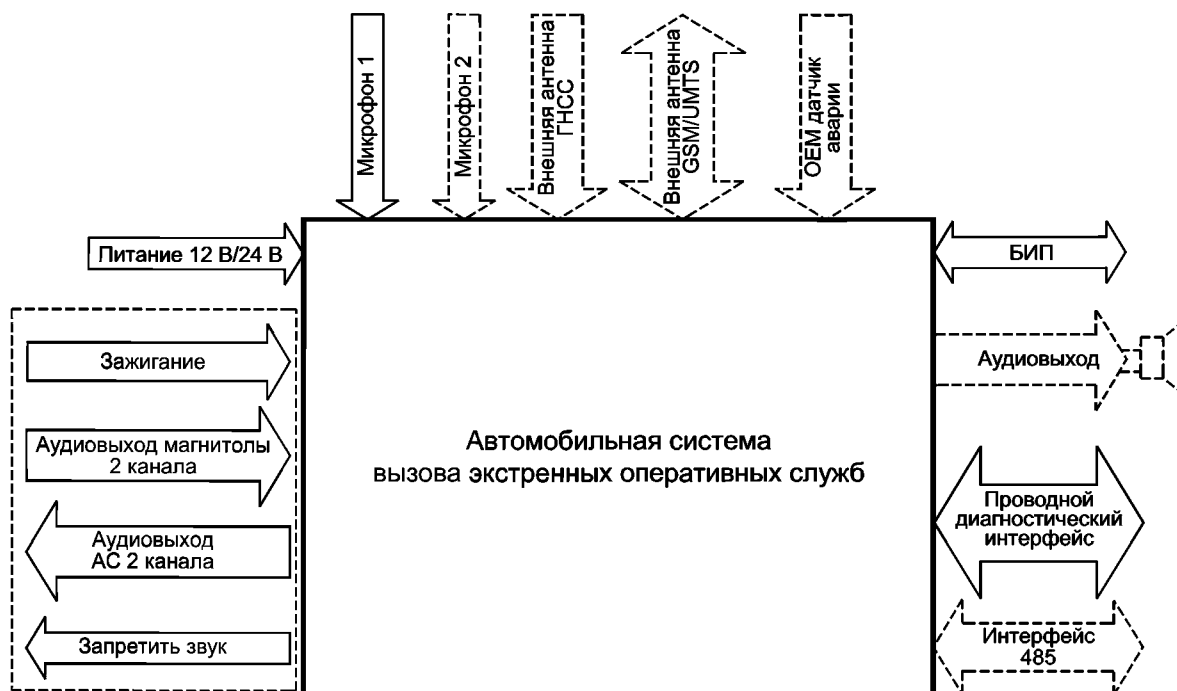 Микрофон 1
Микрофон 2
Внешняя антенна
ГНСС
Внешняя антенна
GSM/UMTS
ОЕМ датчик
аварии
Питание 12 В/24 В
БИП
Зажигание
Аудиовыход
Аудиовыход магнитолы
2 канала
Автомобильная система
вызова экстренных оперативных служб
Аудиовыход
АС 2 канала
Проводной
диагностический
интерфейс
Запретить звук
Интерфейс
485